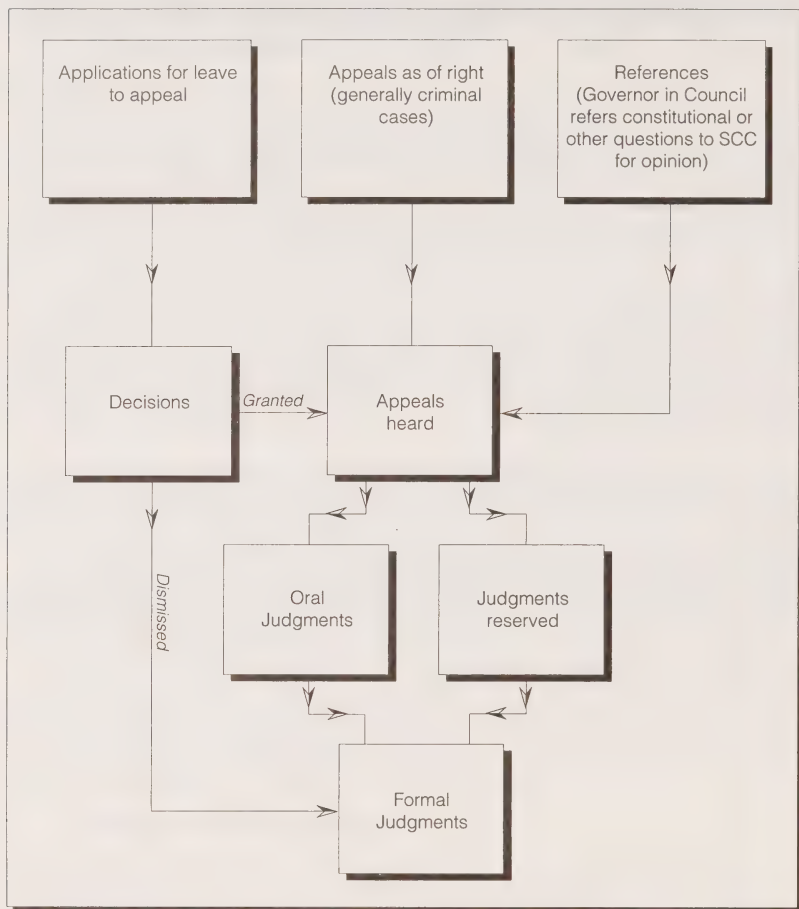 Applications for leave
to appeal
Appeals as of right
(generally criminal
cases)
References
(Governor in Council
refers constitutional or
other questions to SCC
for opinion)
Decisions
Granted
Appeals
heard
Dismissed
Oral
Judgments
Judgments
reserved
Formal
Judgments